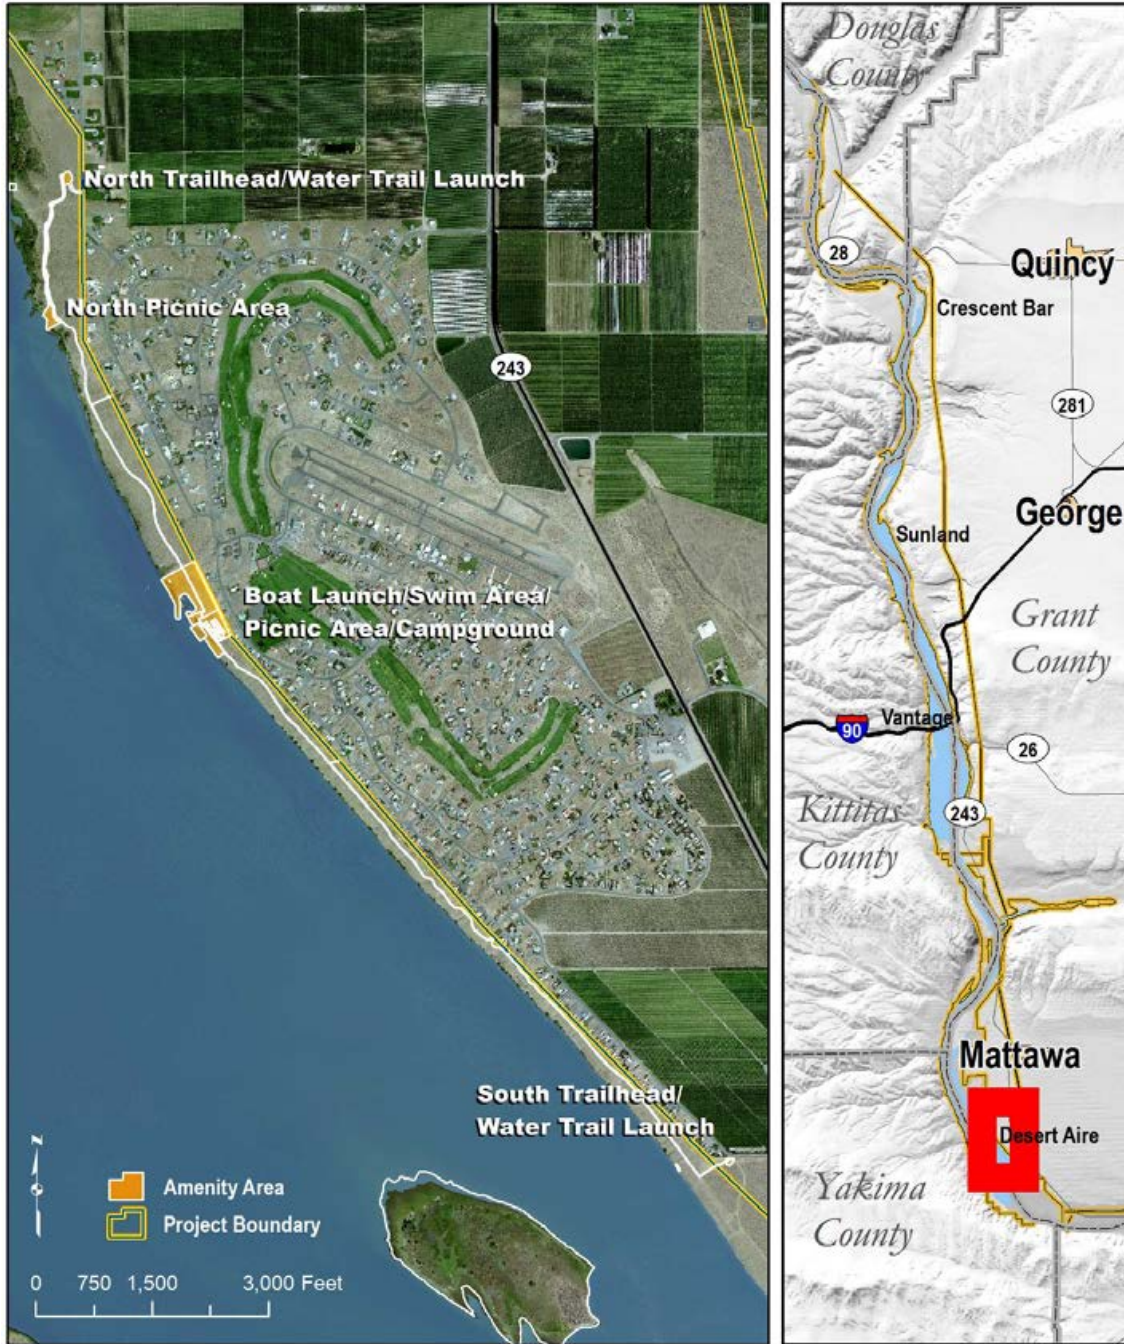 North Trailhead/Water Trail Launch
North Picnic Area
243
Boat Launch/Swim Area/
Picnic Area/Campground
South Trailhead/
Water Trail Launch
N
Amenity Area
Project Boundary
0 750 1,500 3,000 Feet
Douglas
County
28
Quincy
Crescent Bar
281
George
Sunland
Grant
County
Vantage
90
26
Kittitas
County
243
Mattawa
Desert Aire
Yakima
County